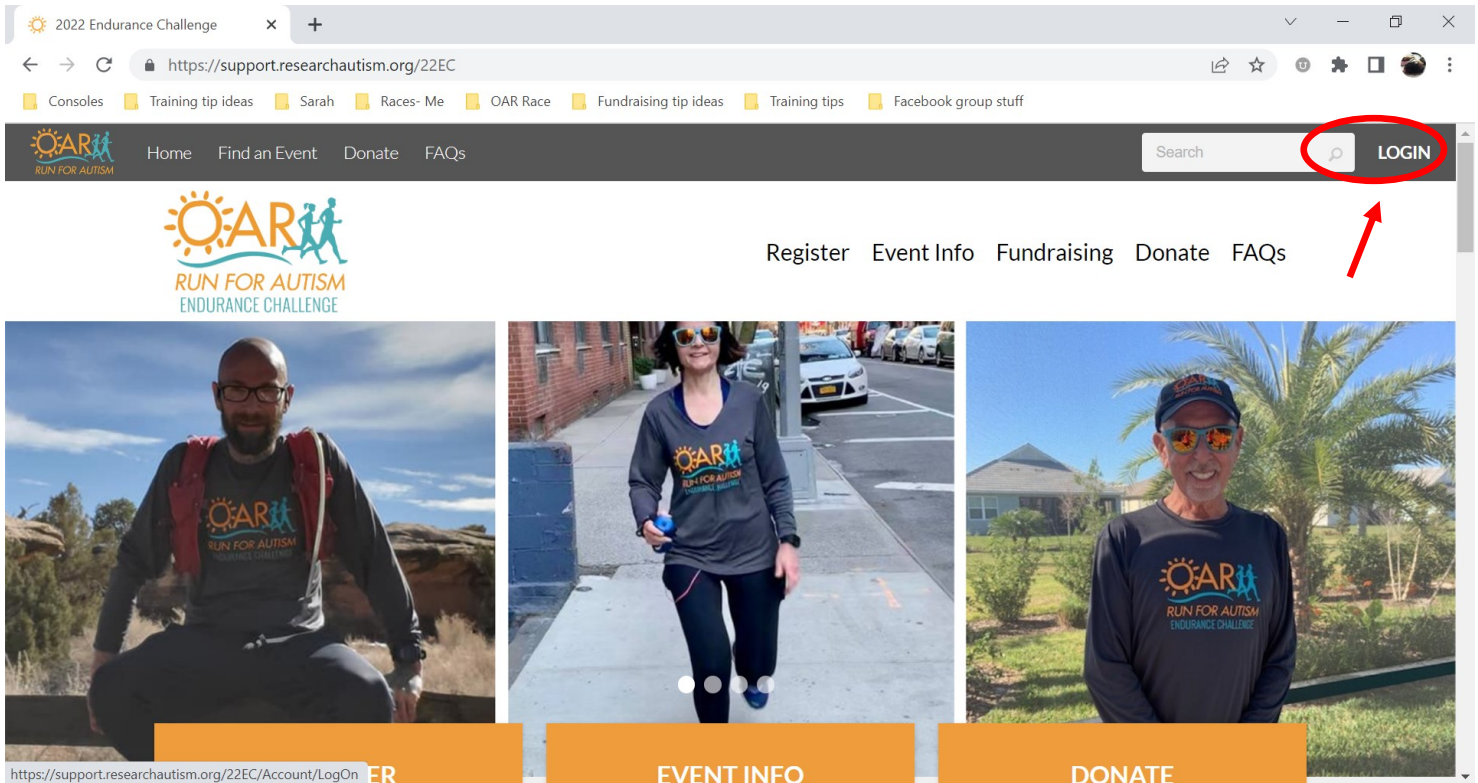 2022 Endurance Challenge
https://support.researchautism.org/22EC
Consoles Training tip ideas Sarah Races- Me OAR Race Fundraising tip ideas Training tips Facebook group stuff
OAR
RUN FOR AUTISM
Home Find an Event Donate FAQs
Search
LOGIN
OAR
RUN FOR AUTISM
ENDURANCE CHALLENGE
Register Event Info Fundraising Donate FAQs
OAR
RUN FOR AUTISM
ENDURANCE CHALLENGE
OAR
RUN FOR AUTISM
ENDURANCE CHALLENGE
OAR
OAR
RUN FOR AUTISM
ENDURANCE CHALLENGE
ER
EVENT INFO
DONATE
https://support.researchautism.org/22EC/Account/LogOn